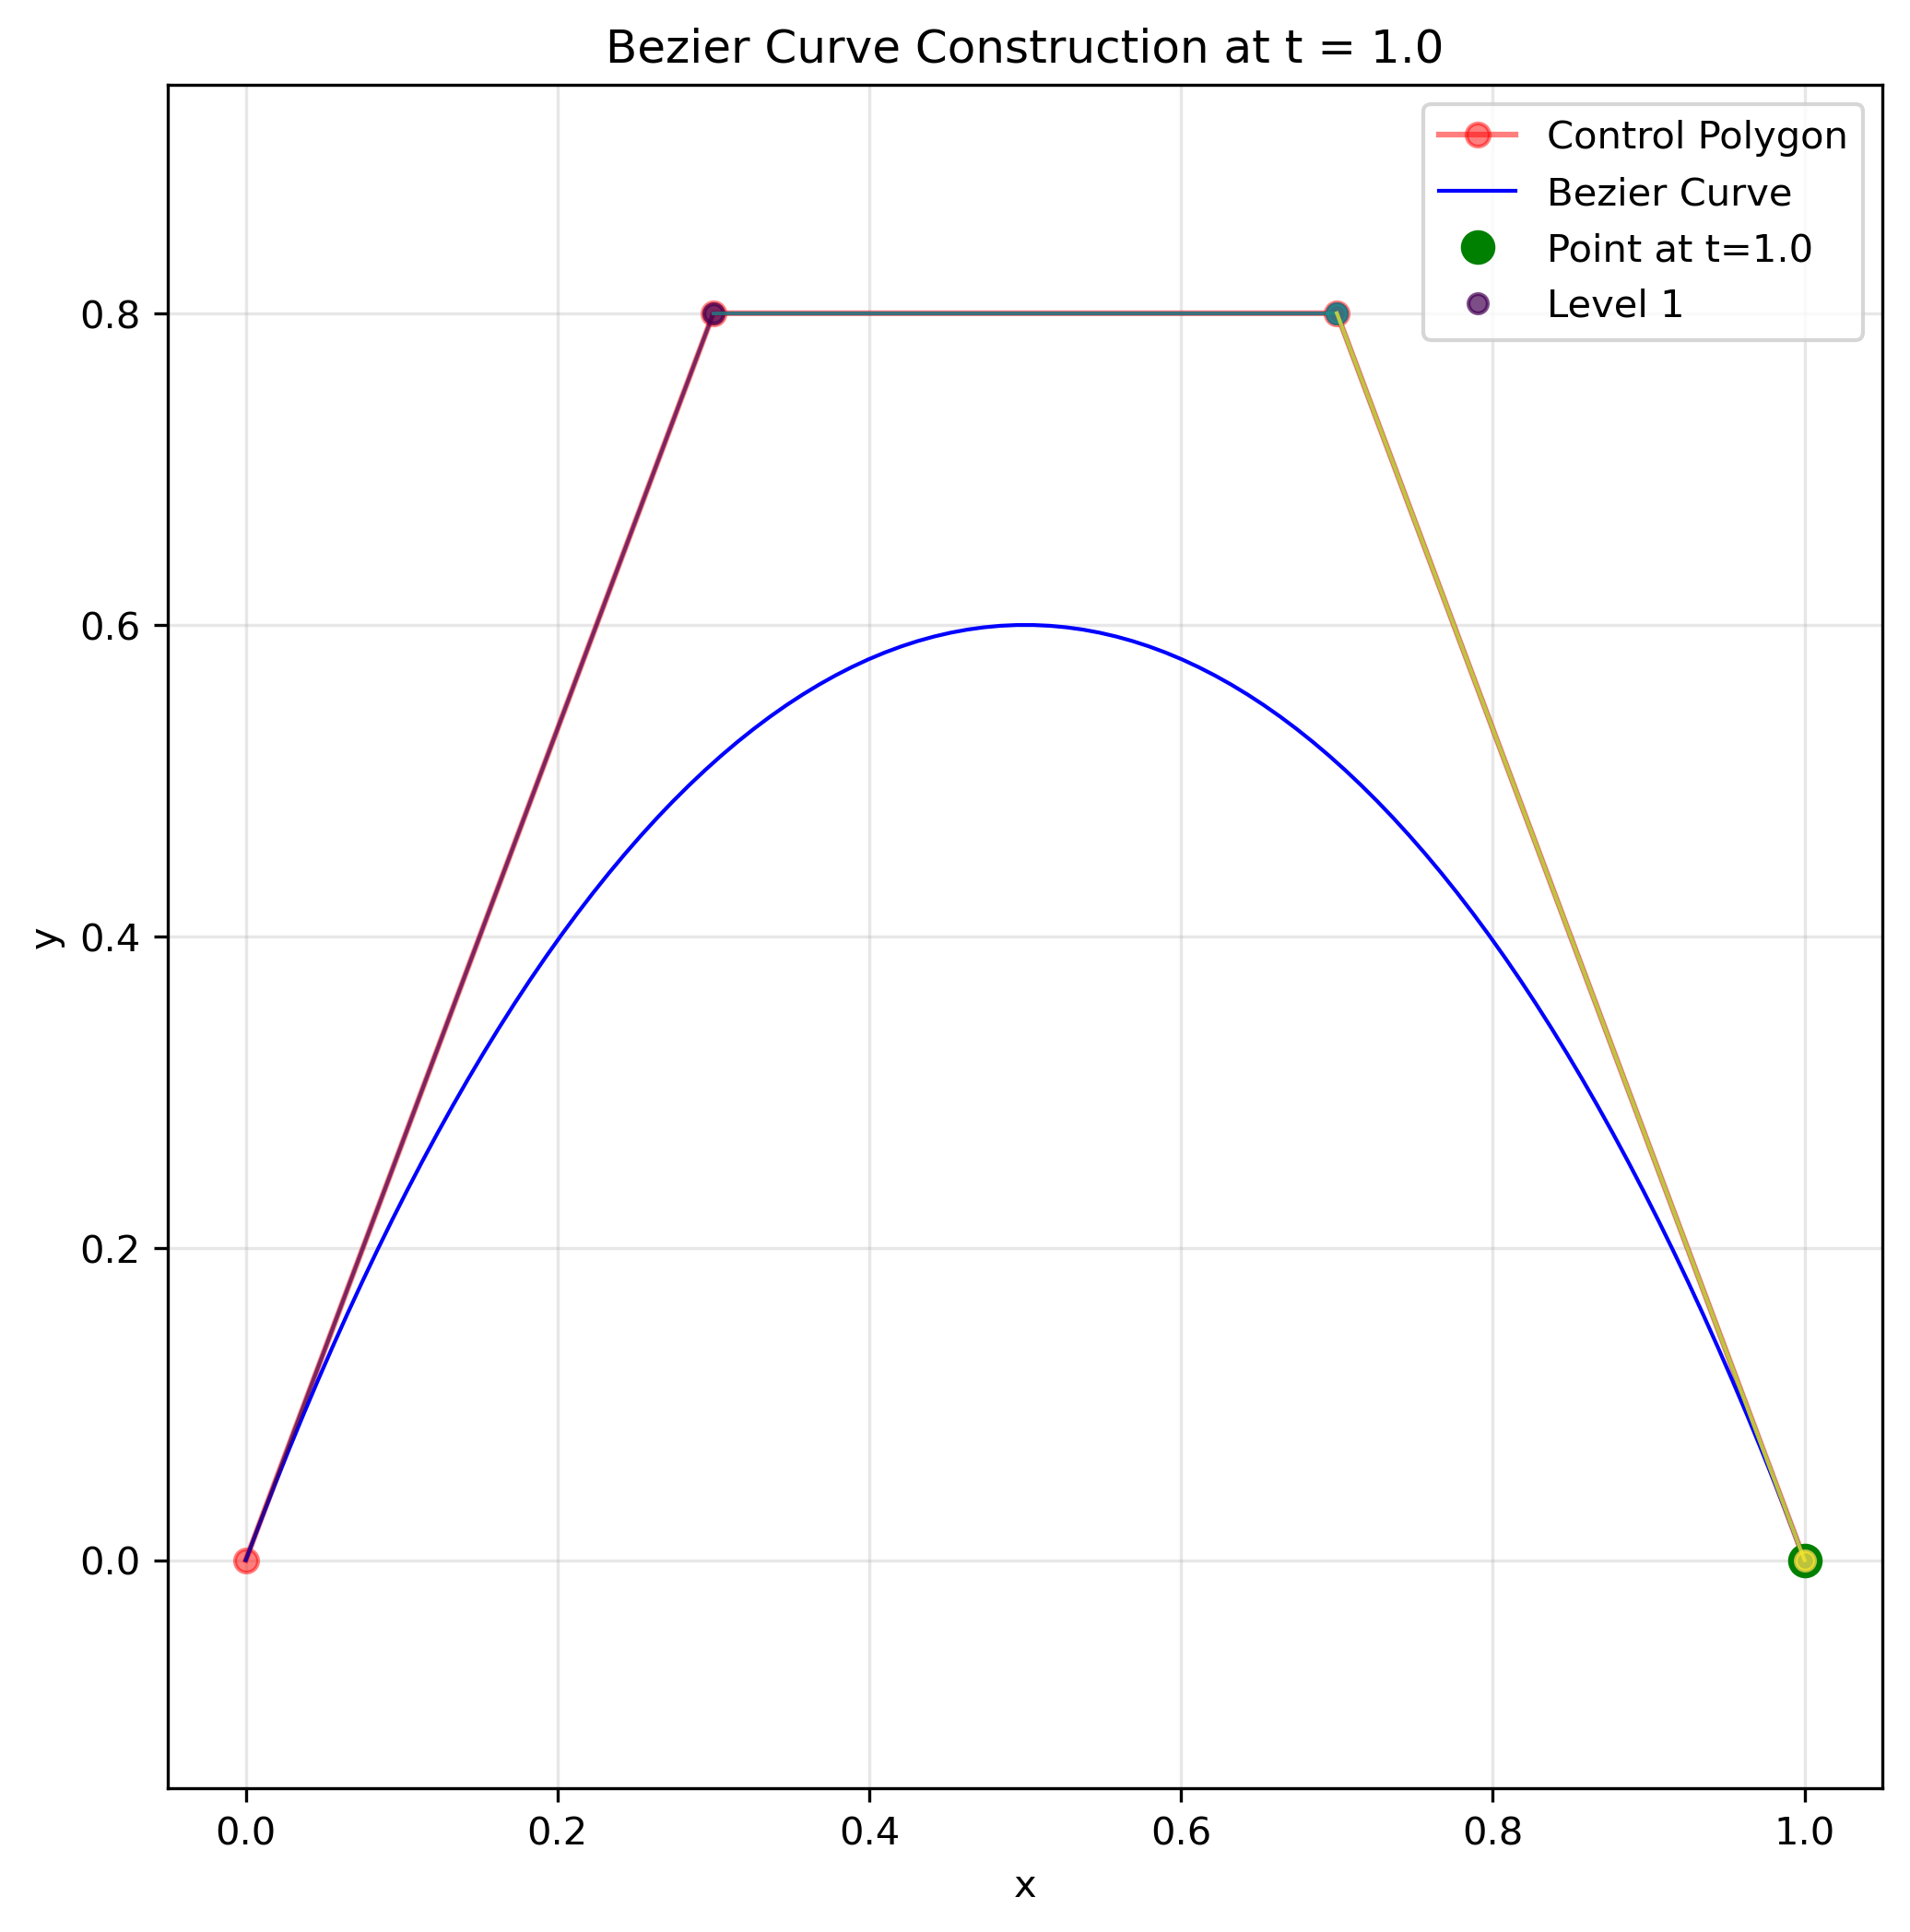 Bezier Curve Construction at t = 1.0
Control Polygon
Bezier Curve
Point at t=1.0
Level 1
0.8
0.6
0.4
0.2
0.0
y
0.0 0.2 0.4 0.6 0.8 1.0
x